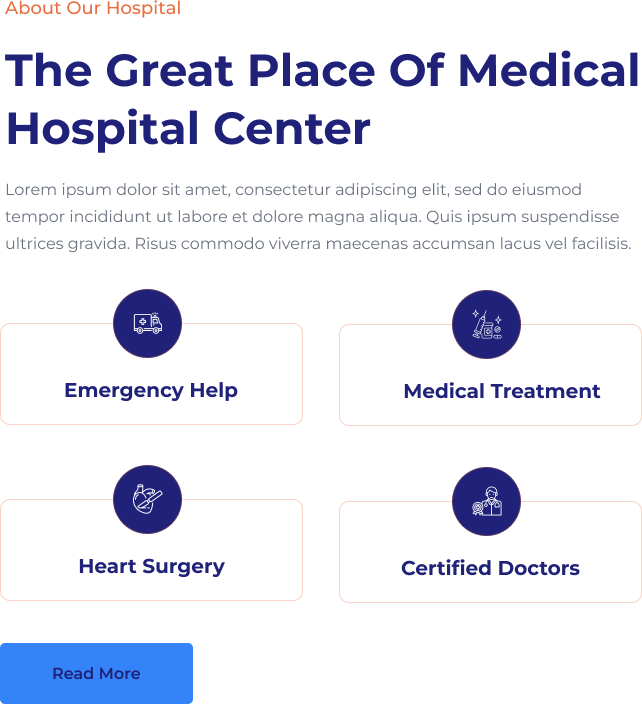 About Our Hospital
The Great Place Of Medical
Hospital Center
Lorem ipsum dolor sit amet, consectetur adipiscing elit, sed do eiusmod
tempor incididunt ut labore et dolore magna aliqua. Quis ipsum suspendisse
ultrices gravida. Risus commodo viverra maecenas accumsan lacus vel facilisis.
Emergency Help
Medical Treatment
Heart Surgery
Certified Doctors
Read More